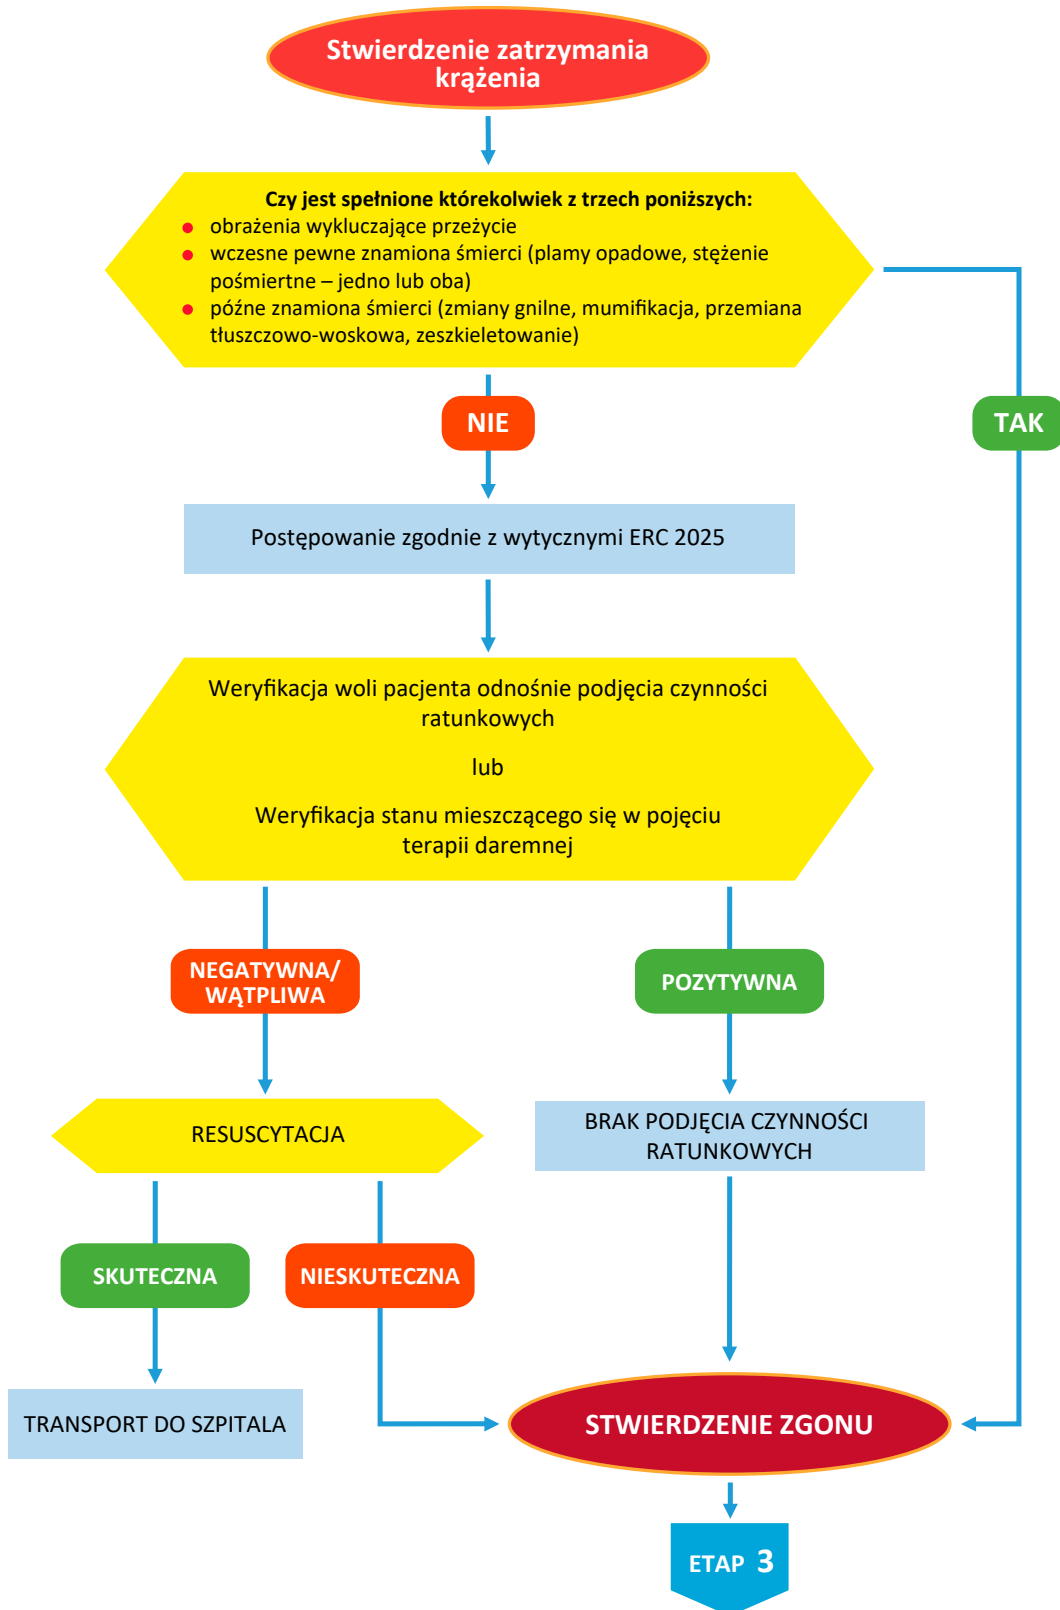 Stwierdzenie zatrzymania
krążenia
Czy jest spełnione którekolwiek z trzech poniższych:
● obrażenia wykluczające przeżycie
● wczesne pewne znamiona śmierci (plamy opadowe, stężenie
pośmiertne – jedno lub oba)
● późne znamiona śmierci (zmiany gnilne, mumifikacja, przemiana
tłuszczowo-woskowa, zeszkieletowanie)
NIE
TAK
Postępowanie zgodnie z wytycznymi ERC 2025
Weryfikacja woli pacjenta odnośnie podjęcia czynności
ratunkowych
lub
Weryfikacja stanu mieszczącego się w pojęciu
terapii daremnej
NEGATYWNA/
WĄTPLIWA
POZYTYWNA
RESUSCYTACJA
BRAK PODJĘCIA CZYNNOŚCI
RATUNKOWYCH
SKUTECZNA
NIESKUTECZNA
TRANSPORT DO SZPITALA
STWIERDZENIE ZGONU
ETAP 3